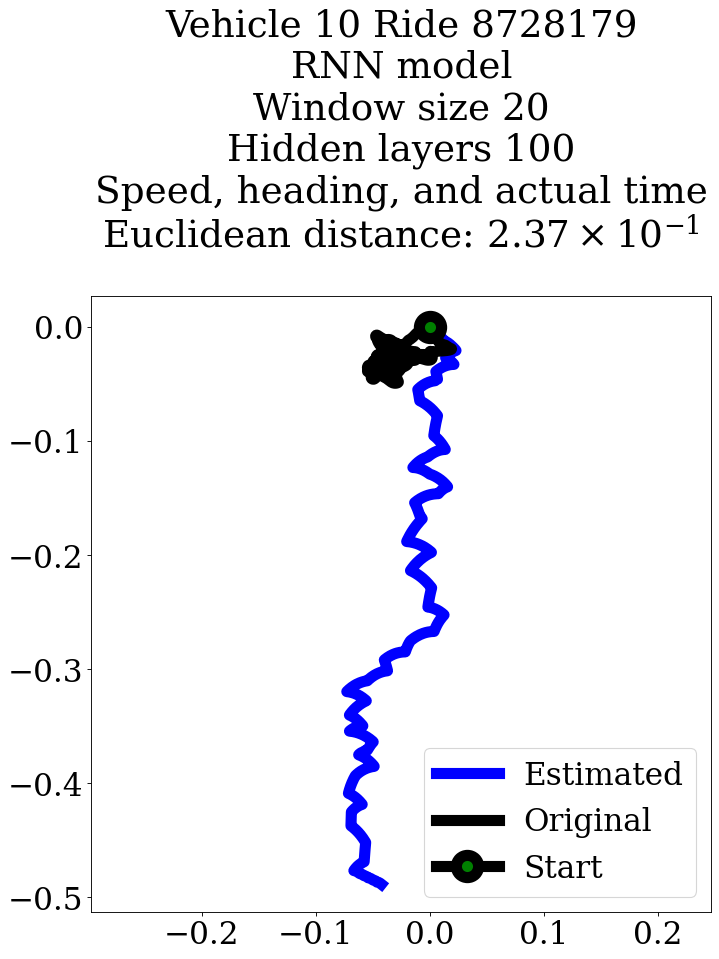 Vehicle 10 Ride 8728179
RNN model
Window size 20
Hidden layers 100
Speed, heading, and actual time
Euclidean distance: 2.37 × 10⁻¹
0.0
−0.1
−0.2
−0.3
−0.4
−0.5
Estimated
Original
Start
−0.2 −0.1 0.0 0.1 0.2